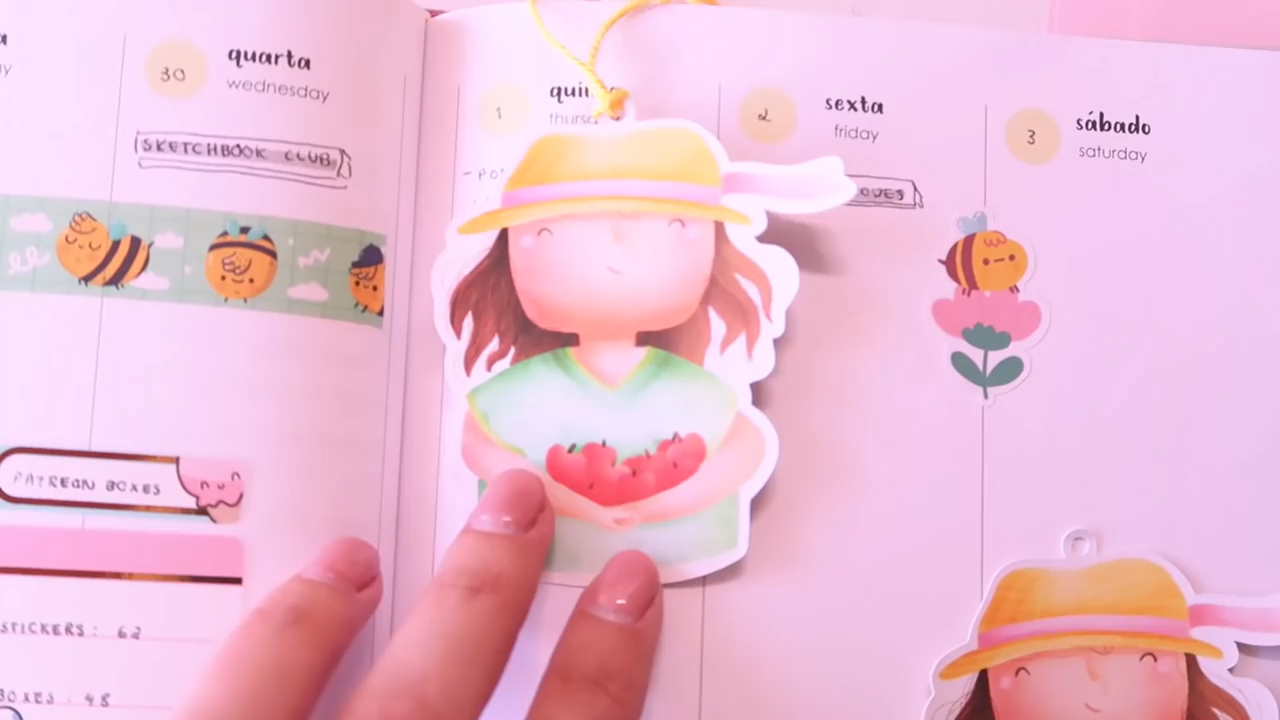 30
quarta
wednesday
SKETCHBOOK CLUB
PATREON BOXES
STICKERS: 62
BOXES: 48
1
2
sexta
friday
3
sábado
saturday